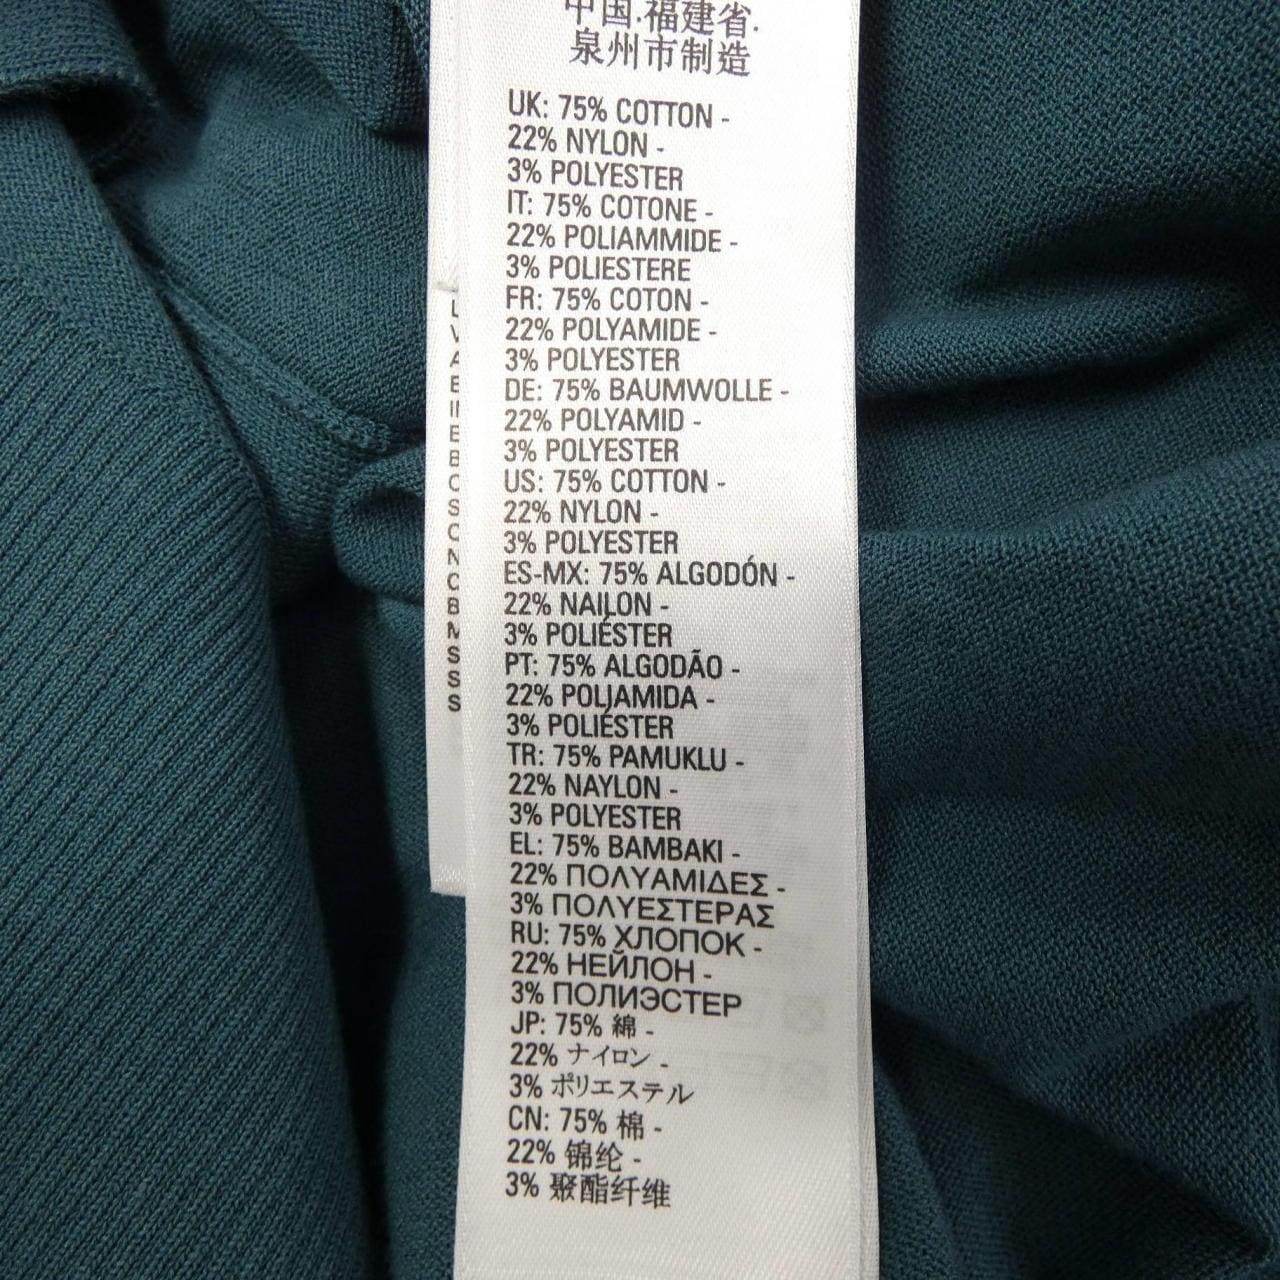 中国.福建省.
泉州市制造
UK: 75% COTTON -
22% NYLON -
3% POLYESTER
IT: 75% COTONE -
22% POLIAMMIDE -
3% POLIESTERE
FR: 75% COTON -
22% POLYAMIDE -
3% POLYESTER
DE: 75% BAUMWOLLE -
22% POLYAMID -
3% POLYESTER
US: 75% COTTON -
22% NYLON -
3% POLYESTER
ES-MX: 75% ALGODÓN -
22% NAILON -
3% POLIÉSTER
PT: 75% ALGODÃO -
22% POLIAMIDA -
3% POLIÉSTER
TR: 75% PAMUKLU -
22% NAYLON -
3% POLYESTER
EL: 75% ΒΑΜΒΑΚΙ -
22% ΠΟΛΥΑΜΙΔΕΣ -
3% ΠΟΛΥΕΣΤΕΡΑΣ
RU: 75% ХЛОПОК -
22% НЕЙЛОН -
3% ПОЛИЭСТЕР
JP: 75% 綿 -
22% ナイロン -
3% ポリエステル
CN: 75% 棉 -
22% 锦纶 -
3% 聚酯纤维